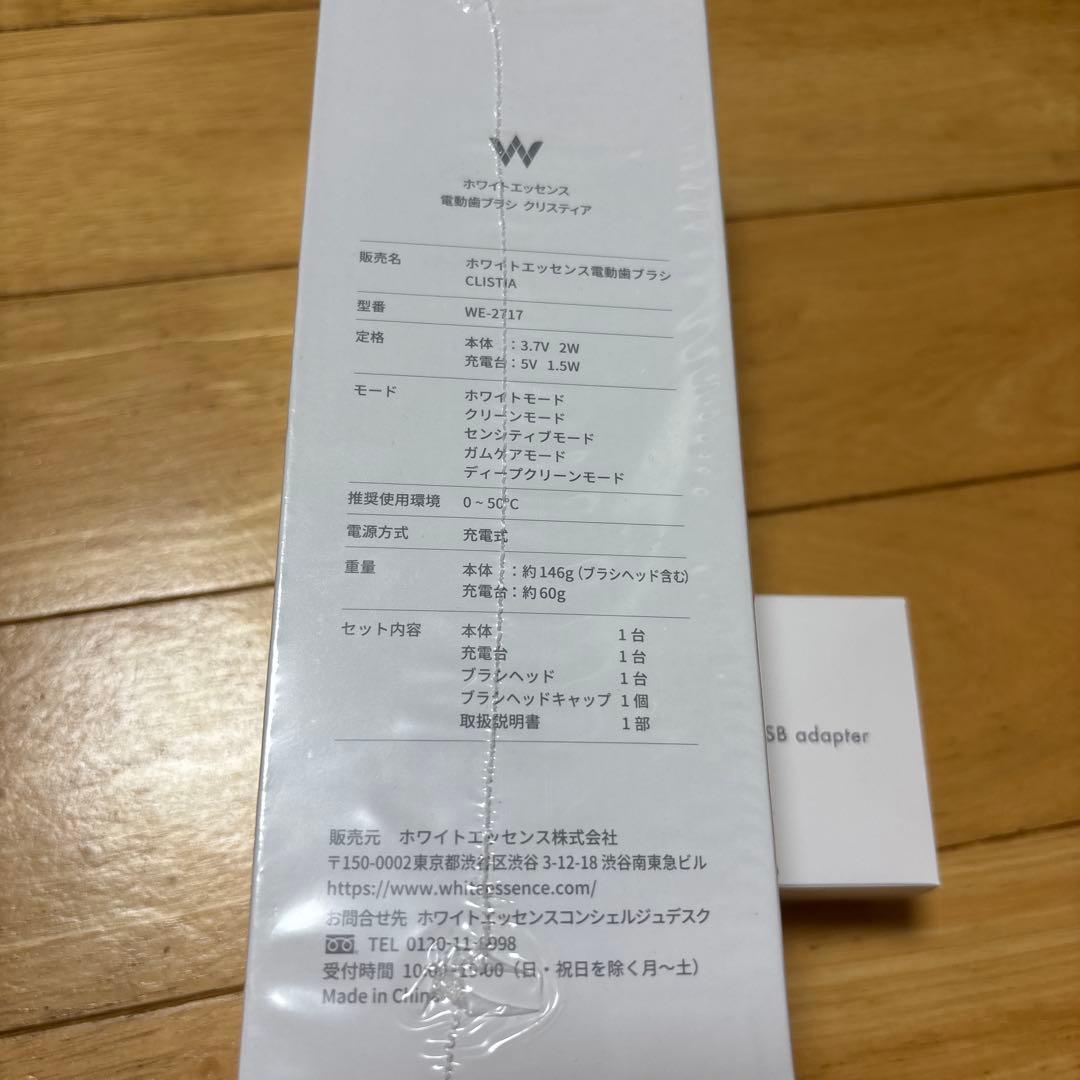 W
ホワイトエッセンス
電動歯ブラシ クリスティア
販売名 ホワイトエッセンス電動歯ブラシ
CLISTIA
型番 WE-2717
定格 本体 : 3.7V 2W
充電台 : 5V 1.5W
モード ホワイトモード
クリーンモード
センシティブモード
ガムケアモード
ディープクリーンモード
推奨使用環境 0 ~ 50℃
電源方式 充電式
重量 本体 : 約146g (ブラシヘッド含む)
充電台 : 約60g
セット内容 本体 1台
充電台 1台
ブラシヘッド 1台
ブラシヘッドキャップ 1個
取扱説明書 1部
SB adapter
販売元 ホワイトエッセンス株式会社
〒150-0002東京都渋谷区渋谷 3-12-18 渋谷南東急ビル
https://www.whiteessence.com/
お問合せ先 ホワイトエッセンスコンシェルジュデスク
TEL
受付時間 (日・祝日を除く月〜土)
Made in China